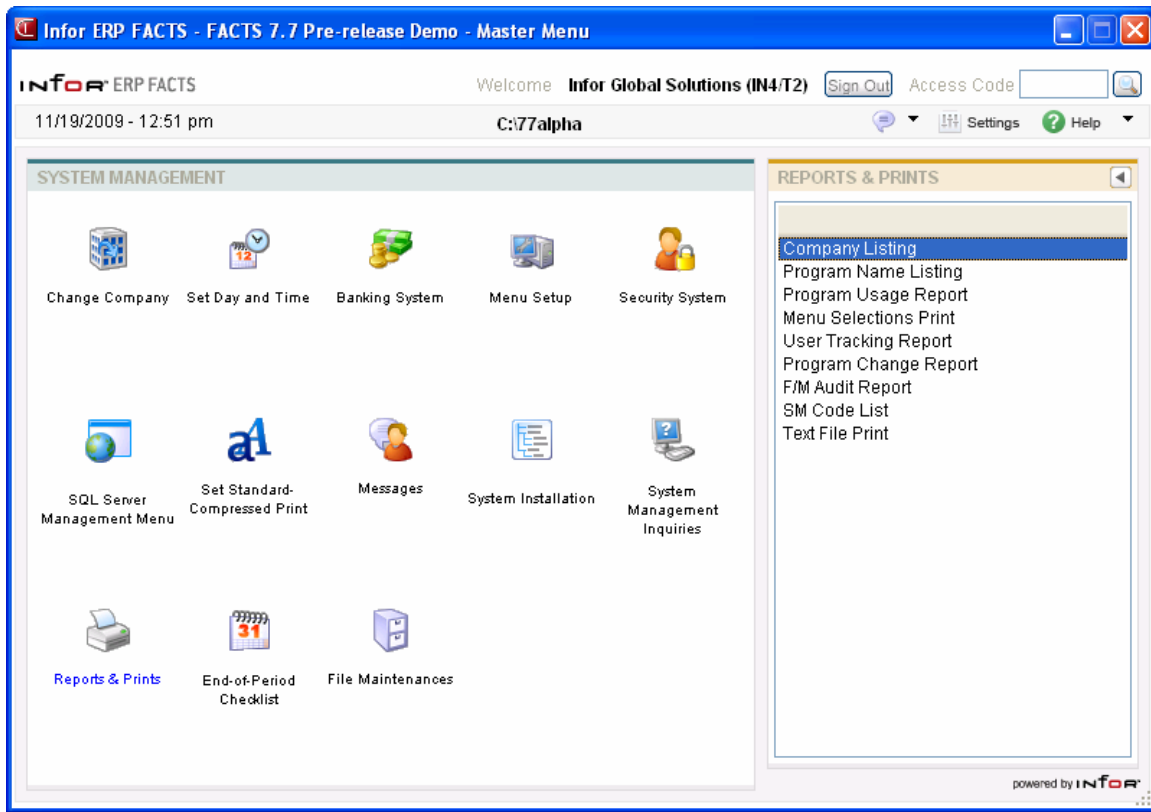 Infor ERP FACTS - FACTS 7.7 Pre-release Demo - Master Menu
infor ERP FACTS
Welcome Infor Global Solutions (IN4/T2) Sign Out Access Code
11/19/2009 - 12:51 pm C:\77alpha Settings Help
SYSTEM MANAGEMENT
Change Company
Set Day and Time
Banking System
Menu Setup
Security System
SQL Server
Management Menu
Set Standard-
Compressed Print
Messages
System Installation
System
Management
Inquiries
Reports & Prints
End-of-Period
Checklist
File Maintenances
REPORTS & PRINTS
Company Listing
Program Name Listing
Program Usage Report
Menu Selections Print
User Tracking Report
Program Change Report
F/M Audit Report
SM Code List
Text File Print
powered by infor